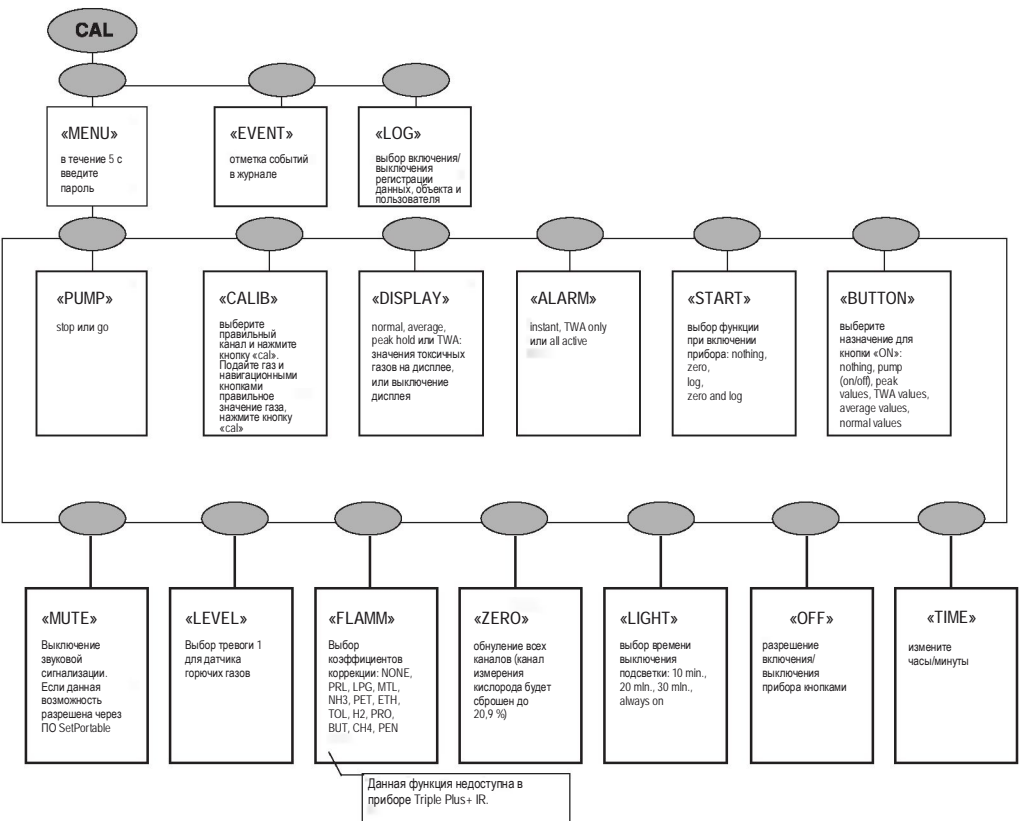 CAL
«MENU»
в течение 5 с
введите
пароль
«EVENT»
отметка событий
в журнале
«LOG»
выбор включения/
выключения
регистрации
данных, объекта и
пользователя
«PUMP»
stop или go
«CALIB»
выберите
правильный
канал и нажмите
кнопку «cal».
Подайте газ и
навигационными
кнопками
правильное
значение газа,
нажмите кнопку
«cal»
«DISPLAY»
normal, average,
peak hold или TWA:
значения токсичных
газов на дисплее,
или выключение
дисплея
«ALARM»
instant, TWA only
или all active
«START»
выбор функции
при включении
прибора: nothing,
zero,
log,
zero and log
«BUTTON»
выберите
назначение для
кнопки «ON»:
nothing, pump
(on/off), peak
values, TWA values,
average values,
normal values
«MUTE»
Выключение
звуковой
сигнализации.
Если данная
возможность
разрешена через
ПО SetPortable
«LEVEL»
Выбор тревоги 1
для датчика
горючих газов
«FLAMM»
Выбор
коэффициентов
коррекции: NONE,
PRL, LPG, MTL,
NH3, PET, ETH,
TOL, H2, PRO,
BUT, CH4, PEN
«ZERO»
обнуление всех
каналов (канал
измерения
кислорода будет
сброшен до
20,9 %)
«LIGHT»
выбор времени
выключения
подсветки: 10 min.,
20 mln., 30 mln.,
always on
«OFF»
разрешение
включения/
выключения
прибора кнопками
«TIME»
измените
часы/минуты
Данная функция недоступна в
приборе Triple Plus+ IR.